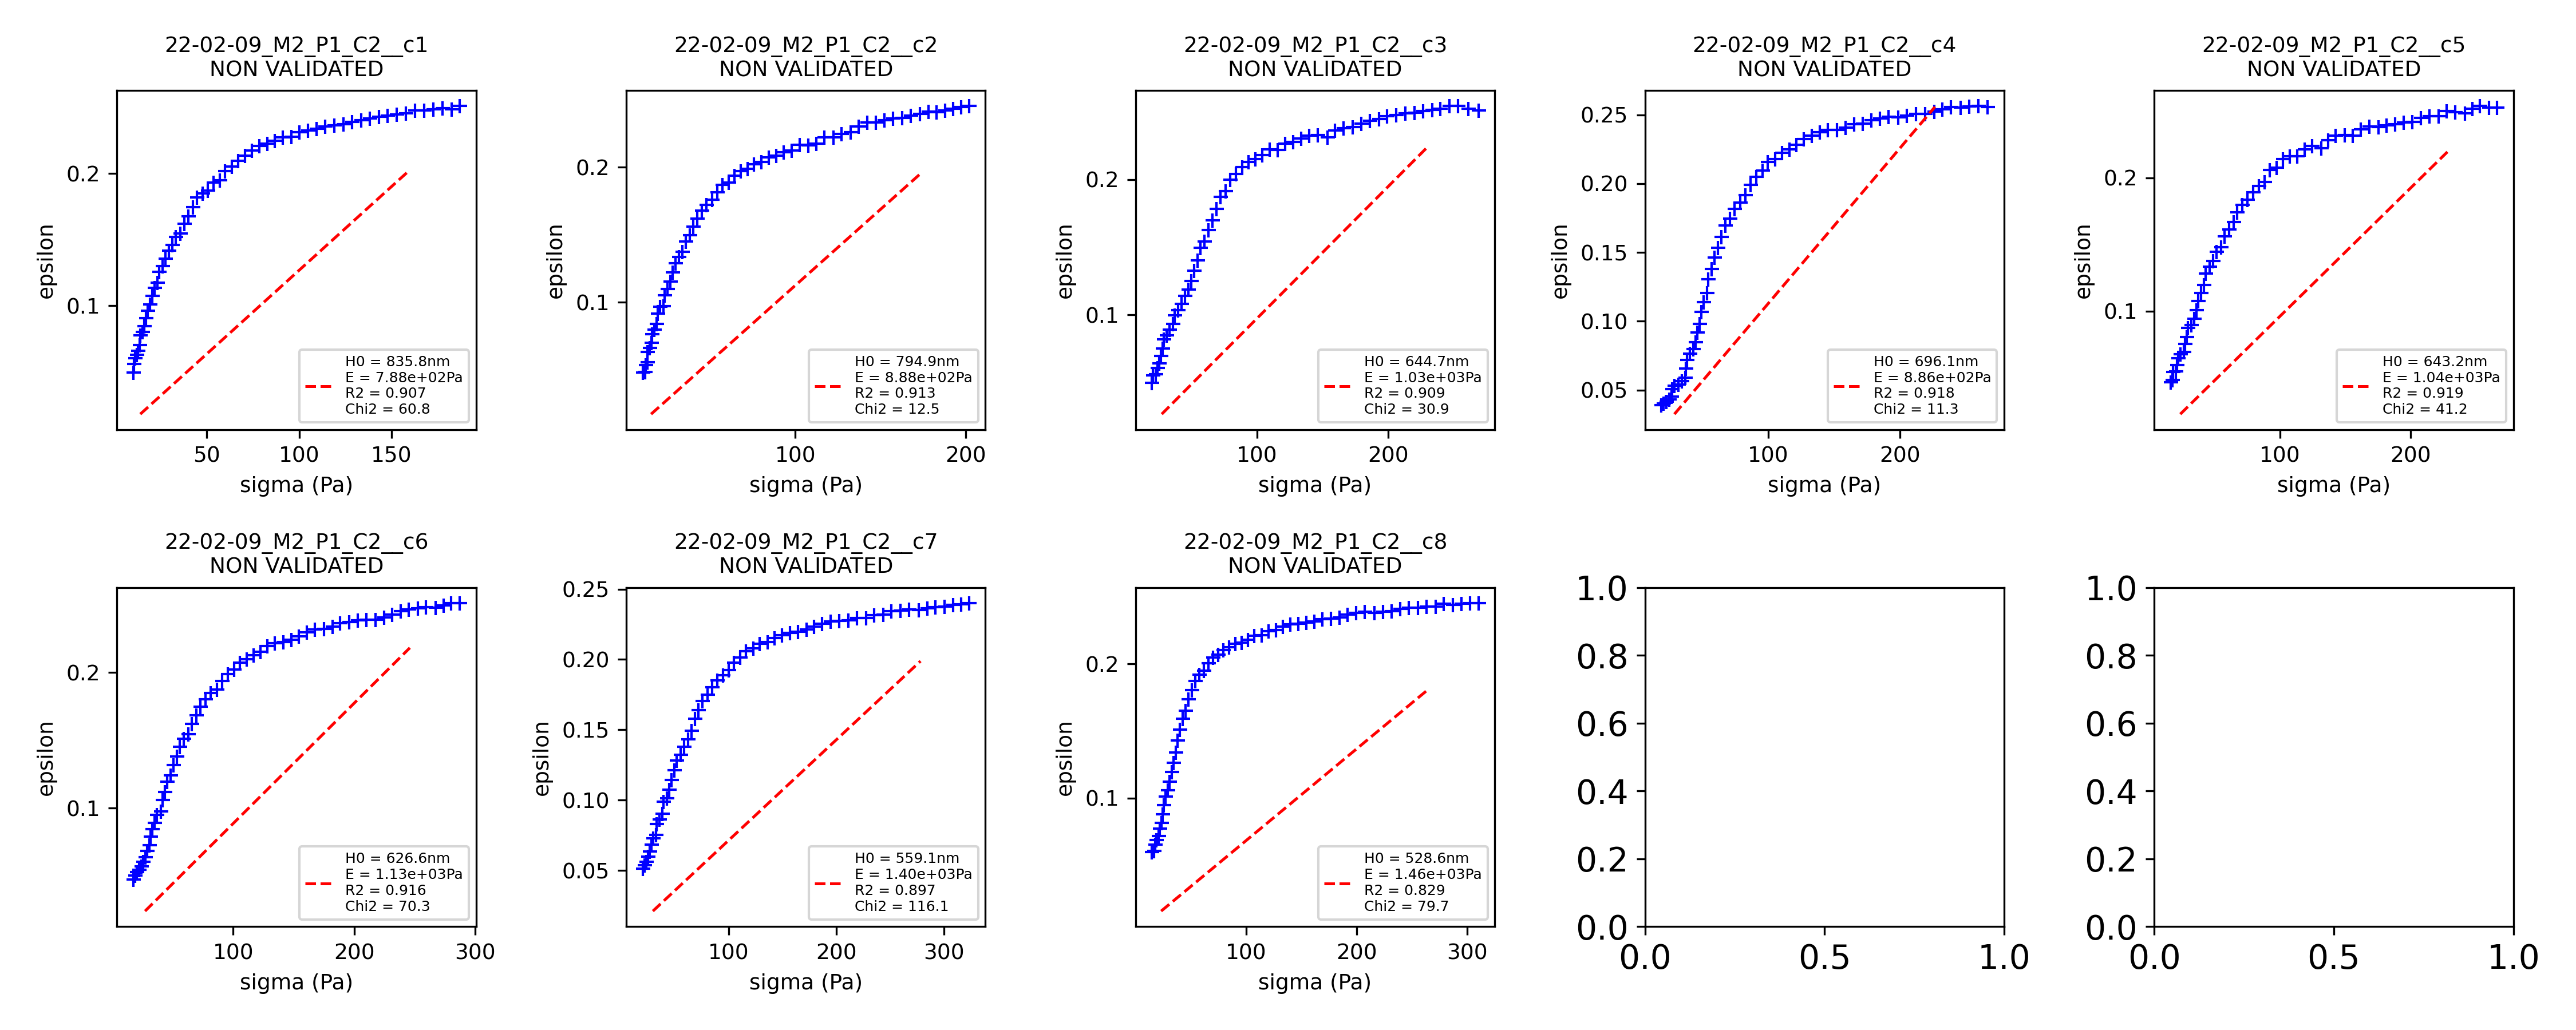 22-02-09_M2_P1_C2__c1
NON VALIDATED
epsilon
0.2
0.1
H0 = 835.8nm
E = 7.88e+02Pa
R2 = 0.907
Chi2 = 60.8
50 100 150
sigma (Pa)
22-02-09_M2_P1_C2__c2
NON VALIDATED
epsilon
0.2
0.1
H0 = 794.9nm
E = 8.88e+02Pa
R2 = 0.913
Chi2 = 12.5
100 200
sigma (Pa)
22-02-09_M2_P1_C2__c3
NON VALIDATED
epsilon
0.2
0.1
H0 = 644.7nm
E = 1.03e+03Pa
R2 = 0.909
Chi2 = 30.9
100 200
sigma (Pa)
22-02-09_M2_P1_C2__c4
NON VALIDATED
epsilon
0.25
0.20
0.15
0.10
0.05
H0 = 696.1nm
E = 8.86e+02Pa
R2 = 0.918
Chi2 = 11.3
100 200
sigma (Pa)
22-02-09_M2_P1_C2__c5
NON VALIDATED
epsilon
0.2
0.1
H0 = 643.2nm
E = 1.04e+03Pa
R2 = 0.919
Chi2 = 41.2
100 200
sigma (Pa)
22-02-09_M2_P1_C2__c6
NON VALIDATED
epsilon
0.2
0.1
H0 = 626.6nm
E = 1.13e+03Pa
R2 = 0.916
Chi2 = 70.3
100 200 300
sigma (Pa)
22-02-09_M2_P1_C2__c7
NON VALIDATED
epsilon
0.25
0.20
0.15
0.10
0.05
H0 = 559.1nm
E = 1.40e+03Pa
R2 = 0.897
Chi2 = 116.1
100 200 300
sigma (Pa)
22-02-09_M2_P1_C2__c8
NON VALIDATED
epsilon
0.2
0.1
H0 = 528.6nm
E = 1.46e+03Pa
R2 = 0.829
Chi2 = 79.7
100 200 300
sigma (Pa)
1.0
0.8
0.6
0.4
0.2
0.0
0.0 0.5 1.0
1.0
0.8
0.6
0.4
0.2
0.0
0.0 0.5 1.0